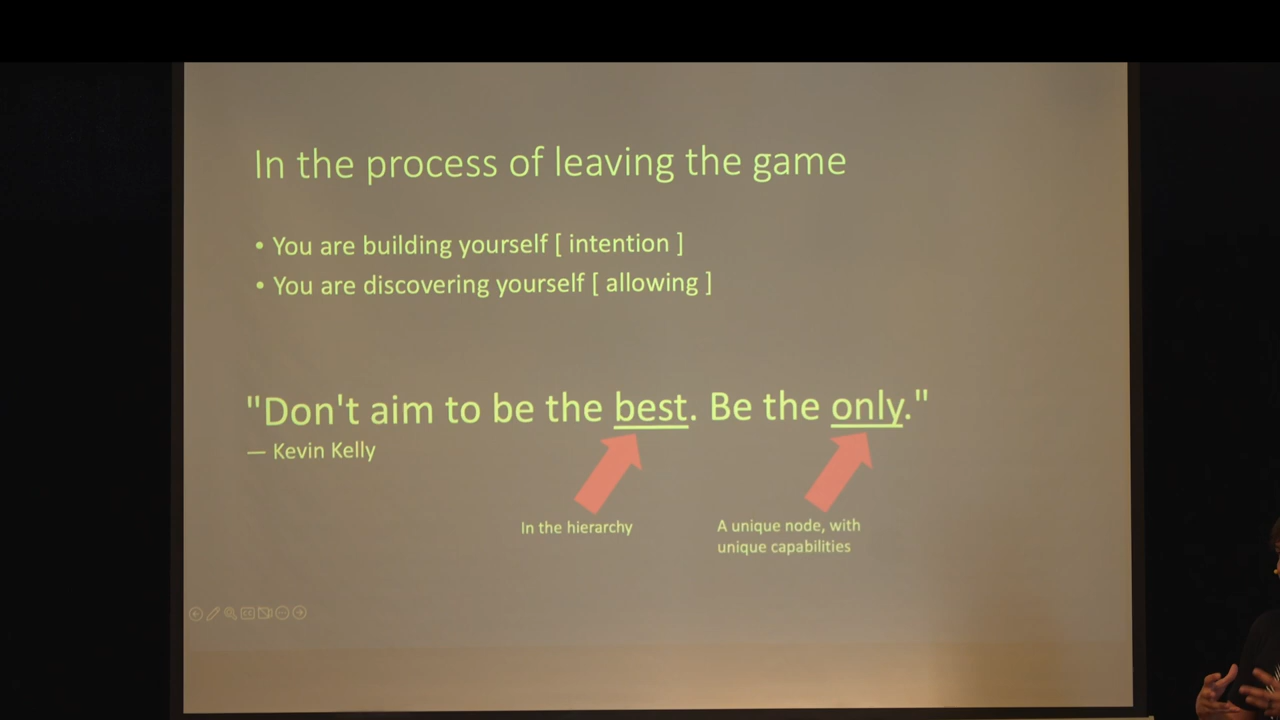 In the process of leaving the game
• You are building yourself [ intention ]
• You are discovering yourself [ allowing ]
"Don't aim to be the best. Be the only."
— Kevin Kelly
In the hierarchy
A unique node, with
unique capabilities